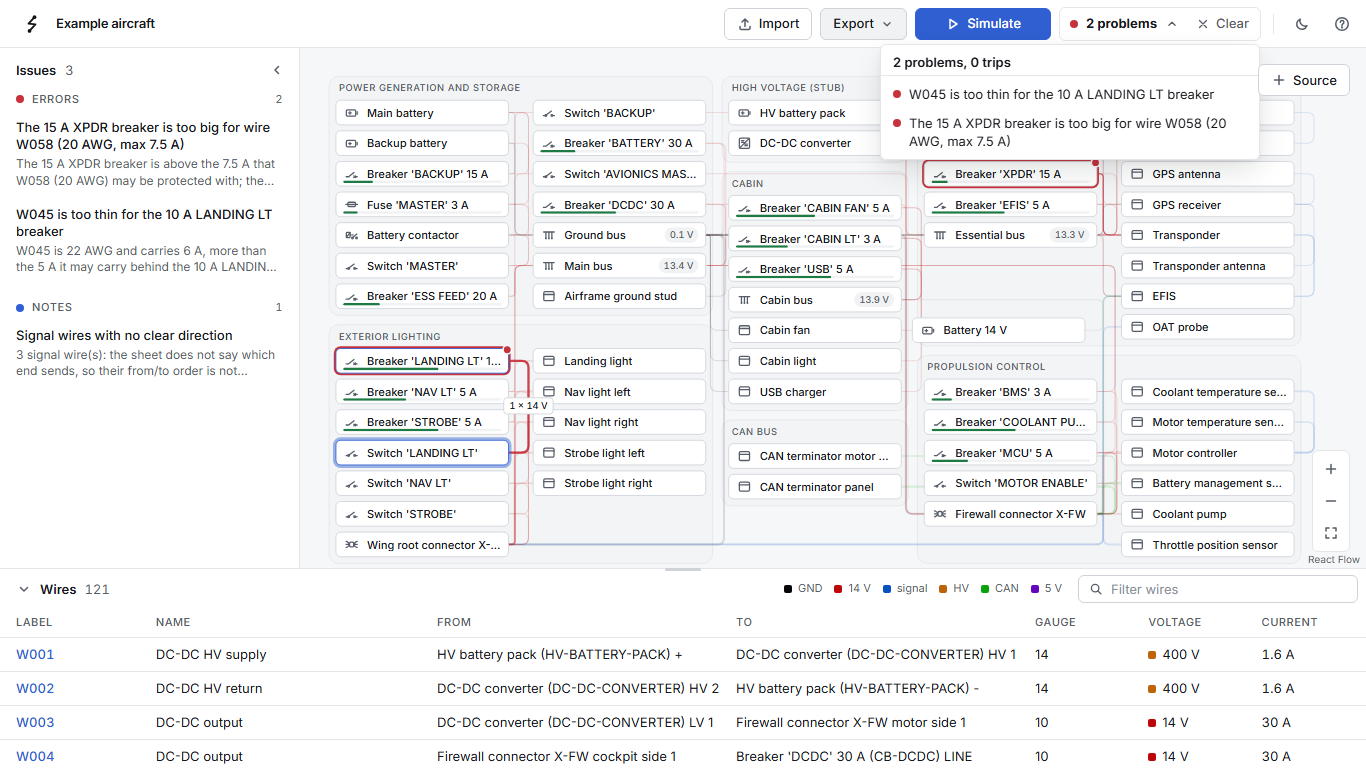 Example aircraft
Import
Export
Simulate
2 problems
Clear
Issues 3
ERRORS 2
The 15 A XPDR breaker is too big for wire
W058 (20 AWG, max 7.5 A)
The 15 A XPDR breaker is above the 7.5 A that
W058 (20 AWG) may be protected with; the...
W045 is too thin for the 10 A LANDING LT
breaker
W045 is 22 AWG and carries 6 A, more than
the 5 A it may carry behind the 10 A LANDIN...
NOTES 1
Signal wires with no clear direction
3 signal wire(s): the sheet does not say which
end sends, so their from/to order is not...
2 problems, 0 trips
W045 is too thin for the 10 A LANDING LT breaker
The 15 A XPDR breaker is too big for wire W058 (20
AWG, max 7.5 A)
Source
POWER GENERATION AND STORAGE
Main battery
Backup battery
Breaker 'BACKUP' 15 A
Fuse 'MASTER' 3 A
Battery contactor
Switch 'MASTER'
Breaker 'ESS FEED' 20 A
Switch 'BACKUP'
Breaker 'BATTERY' 30 A
Switch 'AVIONICS MAS...
Breaker 'DCDC' 30 A
Ground bus 0.1 V
Main bus 13.4 V
Airframe ground stud
EXTERIOR LIGHTING
Breaker 'LANDING LT' 1...
Breaker 'NAV LT' 5 A
Breaker 'STROBE' 5 A
Switch 'LANDING LT'
Switch 'NAV LT'
Switch 'STROBE'
Wing root connector X-...
1 × 14 V
Landing light
Nav light left
Nav light right
Strobe light left
Strobe light right
HIGH VOLTAGE (STUB)
HV battery pack
DC-DC converter
CABIN
Breaker 'CABIN FAN' 5 A
Breaker 'CABIN LT' 3 A
Breaker 'USB' 5 A
Cabin bus 13.9 V
Cabin fan
Cabin light
USB charger
CAN BUS
CAN terminator motor ...
CAN terminator panel
Breaker 'XPDR' 15 A
Breaker 'EFIS' 5 A
Essential bus 13.3 V
Battery 14 V
GPS antenna
GPS receiver
Transponder
Transponder antenna
EFIS
OAT probe
PROPULSION CONTROL
Breaker 'BMS' 3 A
Breaker 'COOLANT PU...
Breaker 'MCU' 5 A
Switch 'MOTOR ENABLE'
Firewall connector X-FW
Coolant temperature se...
Motor temperature sen...
Motor controller
Battery management s...
Coolant pump
Throttle position sensor
React Flow
Wires 121
GND 14 V signal HV CAN 5 V
Filter wires
LABEL NAME FROM TO GAUGE VOLTAGE CURRENT
W001 DC-DC HV supply HV battery pack (HV-BATTERY-PACK) + DC-DC converter (DC-DC-CONVERTER) HV 1 14 400 V 1.6 A
W002 DC-DC HV return DC-DC converter (DC-DC-CONVERTER) HV 2 HV battery pack (HV-BATTERY-PACK) - 14 400 V 1.6 A
W003 DC-DC output DC-DC converter (DC-DC-CONVERTER) LV 1 Firewall connector X-FW motor side 1 10 14 V 30 A
W004 DC-DC output Firewall connector X-FW cockpit side 1 Breaker 'DCDC' 30 A (CB-DCDC) LINE 10 14 V 30 A